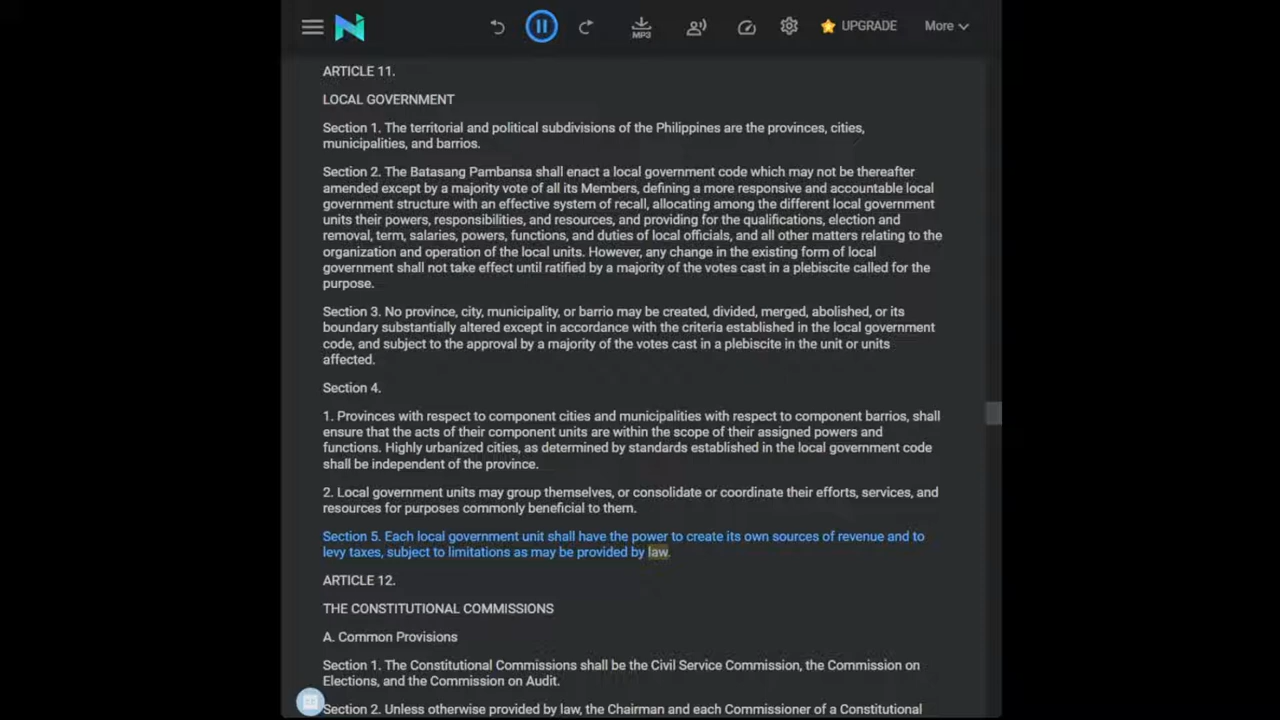 MP3
UPGRADE
More
ARTICLE 11.
LOCAL GOVERNMENT
Section 1. The territorial and political subdivisions of the Philippines are the provinces, cities,
municipalities, and barrios.
Section 2. The Batasang Pambansa shall enact a local government code which may not be thereafter
amended except by a majority vote of all its Members, defining a more responsive and accountable local
government structure with an effective system of recall, allocating among the different local government
units their powers, responsibilities, and resources, and providing for the qualifications, election and
removal, term, salaries, powers, functions, and duties of local officials, and all other matters relating to the
organization and operation of the local units. However, any change in the existing form of local
government shall not take effect until ratified by a majority of the votes cast in a plebiscite called for the
purpose.
Section 3. No province, city, municipality, or barrio may be created, divided, merged, abolished, or its
boundary substantially altered except in accordance with the criteria established in the local government
code, and subject to the approval by a majority of the votes cast in a plebiscite in the unit or units
affected.
Section 4.
1. Provinces with respect to component cities and municipalities with respect to component barrios, shall
ensure that the acts of their component units are within the scope of their assigned powers and
functions. Highly urbanized cities, as determined by standards established in the local government code
shall be independent of the province.
2. Local government units may group themselves, or consolidate or coordinate their efforts, services, and
resources for purposes commonly beneficial to them.
Section 5. Each local government unit shall have the power to create its own sources of revenue and to
levy taxes, subject to limitations as may be provided by law.
ARTICLE 12.
THE CONSTITUTIONAL COMMISSIONS
A. Common Provisions
Section 1. The Constitutional Commissions shall be the Civil Service Commission, the Commission on
Elections, and the Commission on Audit.
Section 2. Unless otherwise provided by law, the Chairman and each Commissioner of a Constitutional